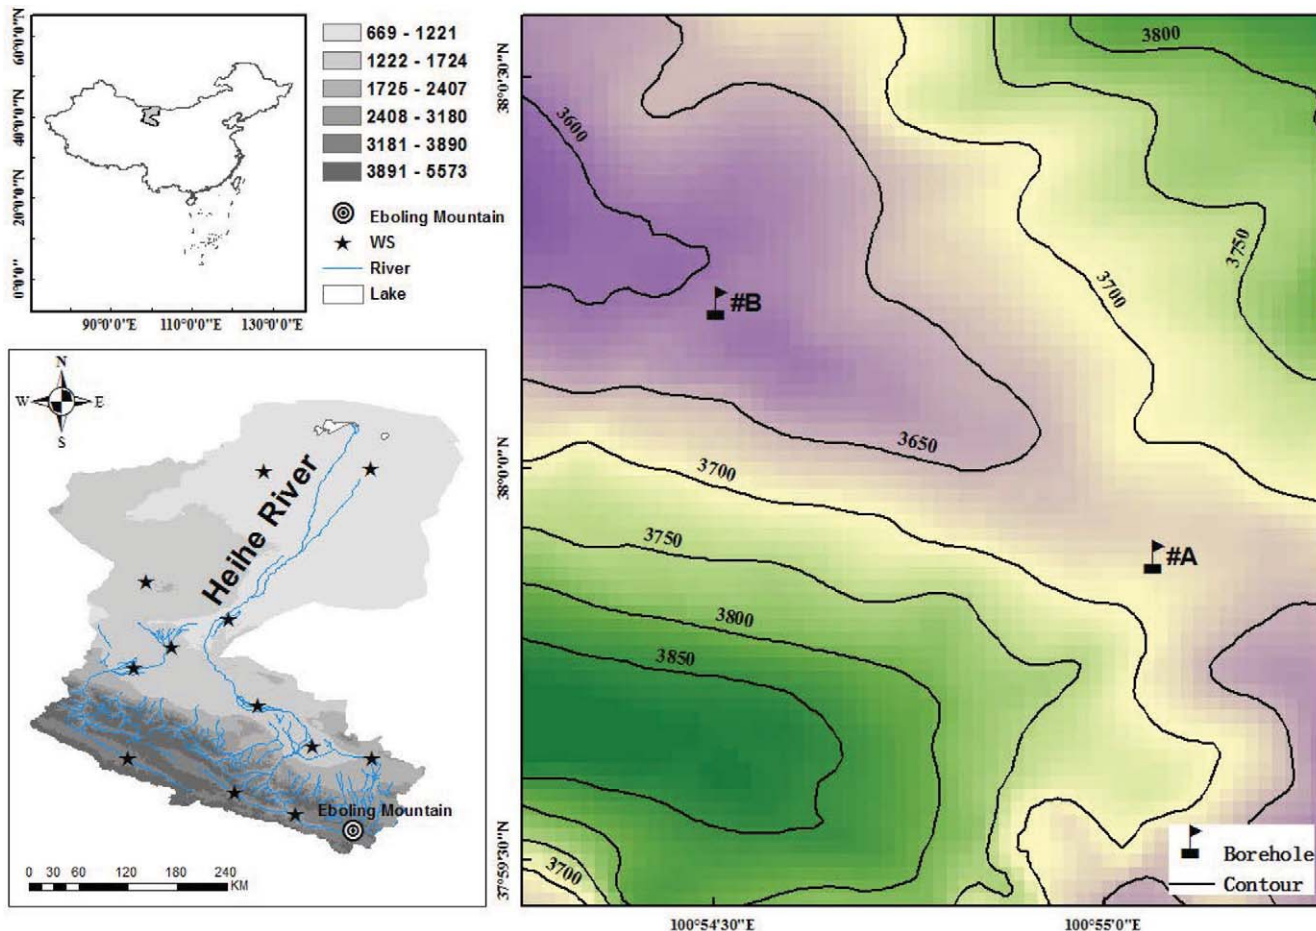 60°0'0"N
40°0'0"N
20°0'0"N
0°0'0"
90°0'0"E
110°0'0"E
130°0'0"E
669 - 1221
1222 - 1724
1725 - 2407
2408 - 3180
3181 - 3890
3891 - 5573
Eboling Mountain
WS
River
Lake
N
W
E
S
Heihe River
Eboling Mountain
0 30 60 120 180 240
KM
38°0'30"N
38°0'0"N
37°59'30"N
3800
3600
3750
3700
#B
3650
3700
3750
#A
3800
3850
3700
Borehole
Contour
100°54'30"E
100°55'0"E